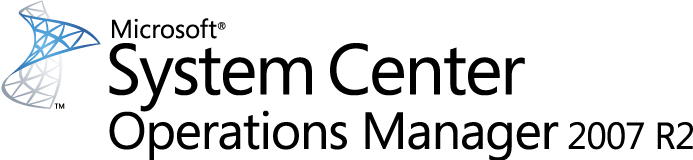 Microsoft®
System Center
™
Operations Manager 2007 R2